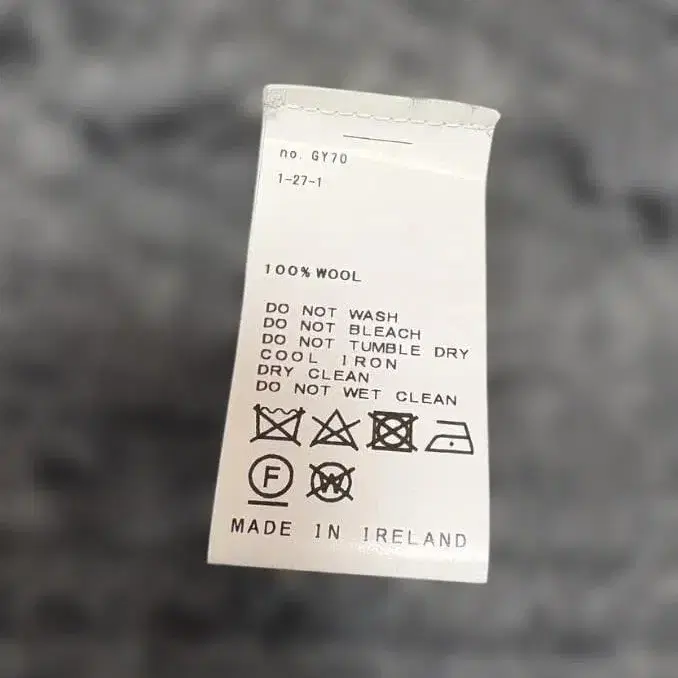 no. GY70
1-27-1
100% WOOL
DO NOT WASH
DO NOT BLEACH
DO NOT TUMBLE DRY
COOL IRON
DRY CLEAN
DO NOT WET CLEAN
F W
MADE IN IRELAND